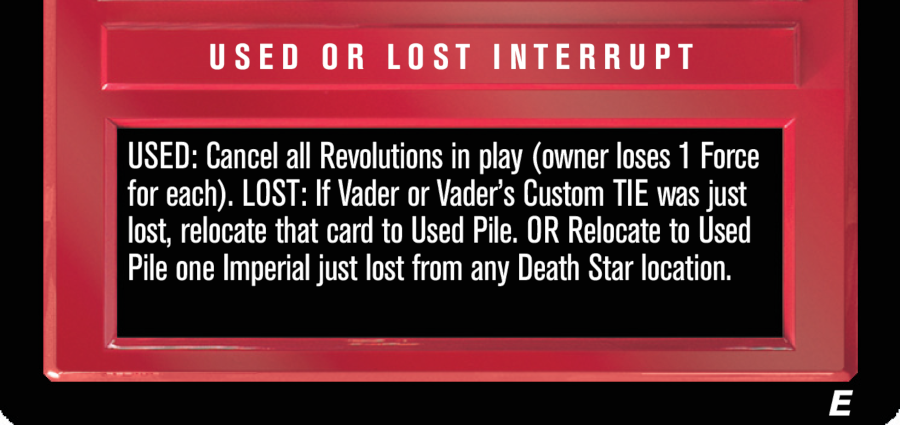 USED OR LOST INTERRUPT
USED: Cancel all Revolutions in play (owner loses 1 Force
for each). LOST: If Vader or Vader's Custom TIE was just
lost, relocate that card to Used Pile. OR Relocate to Used
Pile one Imperial just lost from any Death Star location.
E